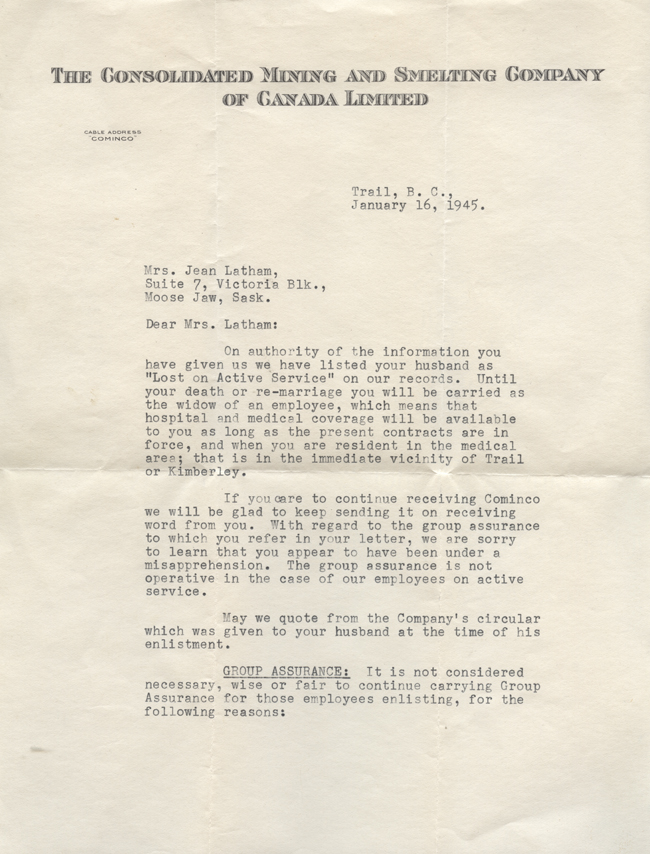 THE CONSOLIDATED MINING AND SMELTING COMPANY
OF CANADA LIMITED
CABLE ADDRESS
"COMINCO"
Trail, B. C.,
January 16, 1945.
Mrs. Jean Latham,
Suite 7, Victoria Blk.,
Moose Jaw, Sask.
Dear Mrs. Latham:
On authority of the information you
have given us we have listed your husband as
"Lost on Active Service" on our records. Until
your death or re-marriage you will be carried as
the widow of an employee, which means that
hospital and medical coverage will be available
to you as long as the present contracts are in
force, and when you are resident in the medical
area; that is in the immediate vicinity of Trail
or Kimberley.
If you care to continue receiving Cominco
we will be glad to keep sending it on receiving
word from you. With regard to the group assurance
to which you refer in your letter, we are sorry
to learn that you appear to have been under a
misapprehension. The group assurance is not
operative in the case of our employees on active
service.
May we quote from the Company's circular
which was given to your husband at the time of his
enlistment.
GROUP ASSURANCE: It is not considered
necessary, wise or fair to continue carrying Group
Assurance for those employees enlisting, for the
following reasons: